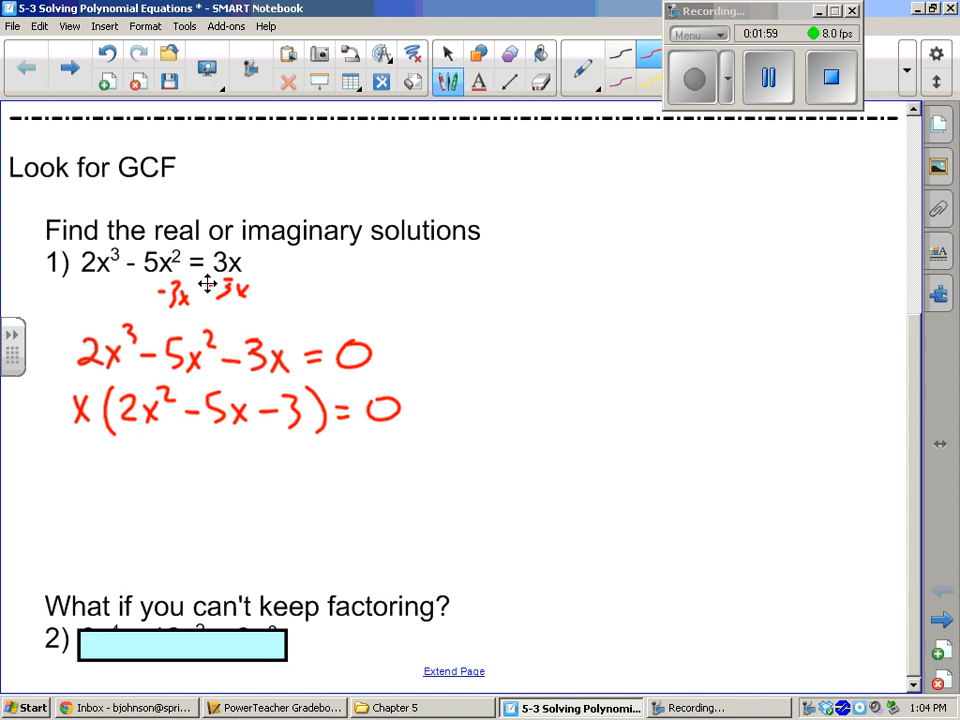 5-3 Solving Polynomial Equations * - SMART Notebook
Recording...
File Edit View Insert Format Tools Add-ons Help
Menu 0:01:59 8.0 fps
Look for GCF
Find the real or imaginary solutions
1) 2x³ - 5x² = 3x
-3x -3x
2x³ - 5x² - 3x = 0
x(2x² - 5x - 3) = 0
What if you can't keep factoring?
2)
Extend Page
Start Inbox - bjohnson@spri... PowerTeacher Gradebo... Chapter 5 5-3 Solving Polynomi... Recording... 1:04 PM